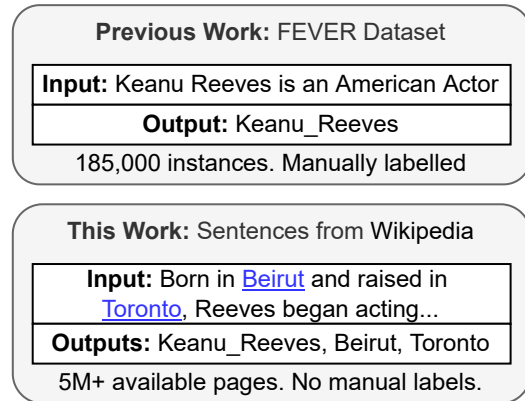 Previous Work: FEVER Dataset
Input: Keanu Reeves is an American Actor
Output: Keanu_Reeves
185,000 instances. Manually labelled
This Work: Sentences from Wikipedia
Input: Born in Beirut and raised in
Toronto, Reeves began acting...
Outputs: Keanu_Reeves, Beirut, Toronto
5M+ available pages. No manual labels.